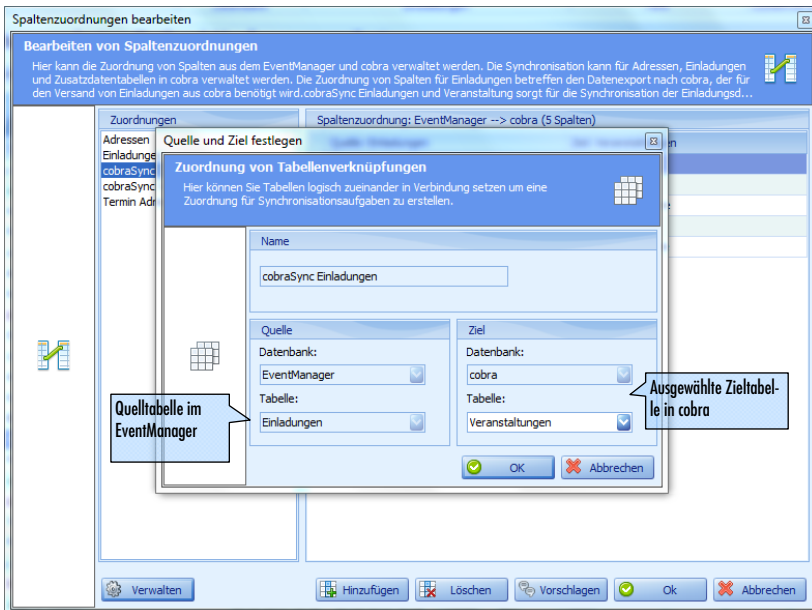 Spaltenzuordnungen bearbeiten
Bearbeiten von Spaltenzuordnungen
Hier kann die Zuordnung von Spalten aus dem EventManager und cobra verwaltet werden. Die Synchronisation kann für Adressen, Einladungen
und Zusatzdatentabellen in cobra verwaltet werden. Die Zuordnung von Spalten für Einladungen betreffen den Datenexport nach cobra, der für
den Versand von Einladungen aus cobra benötigt wird.cobraSync Einladungen und Veranstaltung sorgt für die Synchronisation der Einladungsd...
Zuordnungen
Spaltenzuordnung: EventManager --> cobra (5 Spalten)
Adressen
Einladunge
cobraSync
cobraSync
Termin Adr
Quelle und Ziel festlegen
Zuordnung von Tabellenverknüpfungen
Hier können Sie Tabellen logisch zueinander in Verbindung setzen um eine
Zuordnung für Synchronisationsaufgaben zu erstellen.
Name
cobraSync Einladungen
Quelle
Datenbank:
EventManager
Tabelle:
Einladungen
Ziel
Datenbank:
cobra
Tabelle:
Veranstaltungen
Quelltabelle im
EventManager
Ausgewählte Zieltabel-
le in cobra
OK
Abbrechen
Verwalten
Hinzufügen
Löschen
Vorschlagen
Ok
Abbrechen